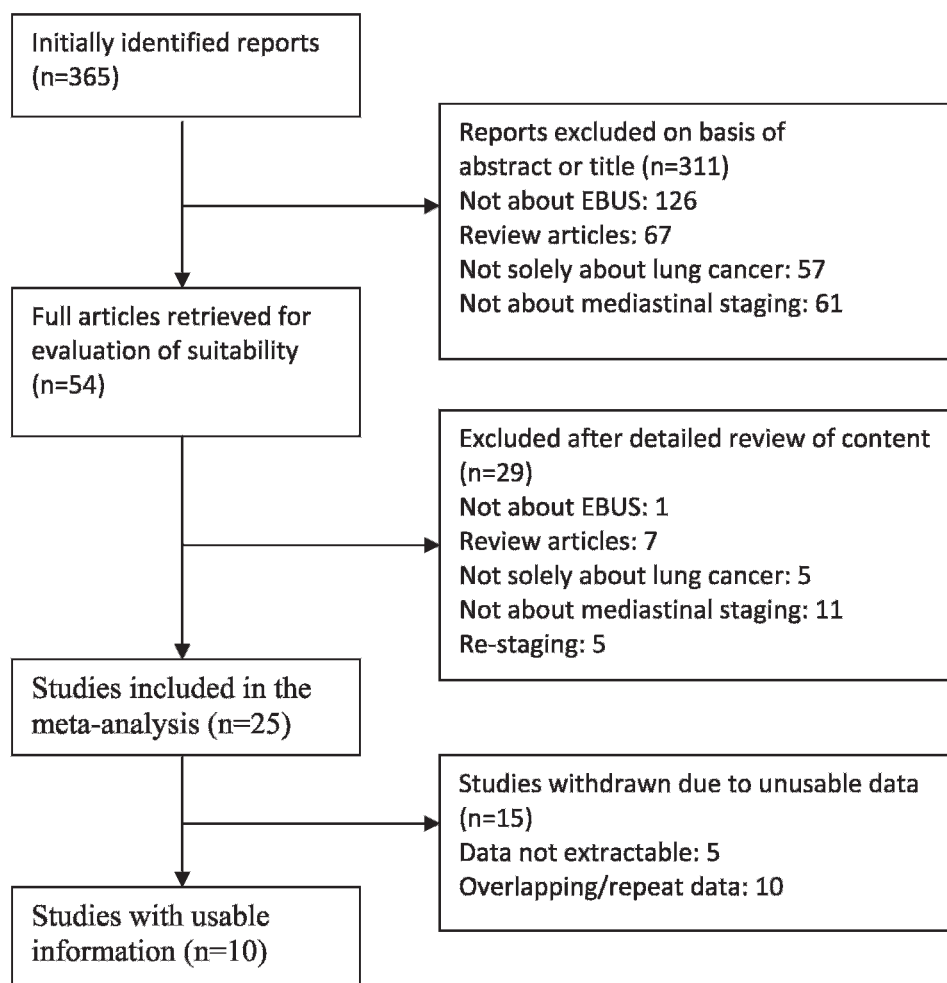 Initially identified reports
(n=365)
Reports excluded on basis of
abstract or title (n=311)
Not about EBUS: 126
Review articles: 67
Not solely about lung cancer: 57
Not about mediastinal staging: 61
Full articles retrieved for
evaluation of suitability
(n=54)
Excluded after detailed review of content
(n=29)
Not about EBUS: 1
Review articles: 7
Not solely about lung cancer: 5
Not about mediastinal staging: 11
Re-staging: 5
Studies included in the
meta-analysis (n=25)
Studies withdrawn due to unusable data
(n=15)
Data not extractable: 5
Overlapping/repeat data: 10
Studies with usable
information (n=10)